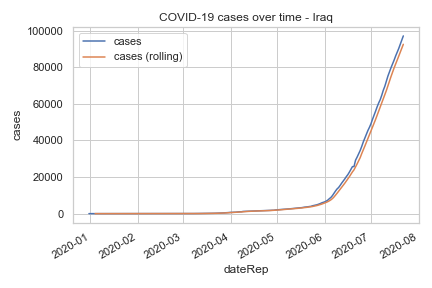 COVID-19 cases over time - Iraq
100000
80000
60000
40000
20000
0
cases
cases
cases (rolling)
2020-01
2020-02
2020-03
2020-04
2020-05
2020-06
2020-07
2020-08
dateRep